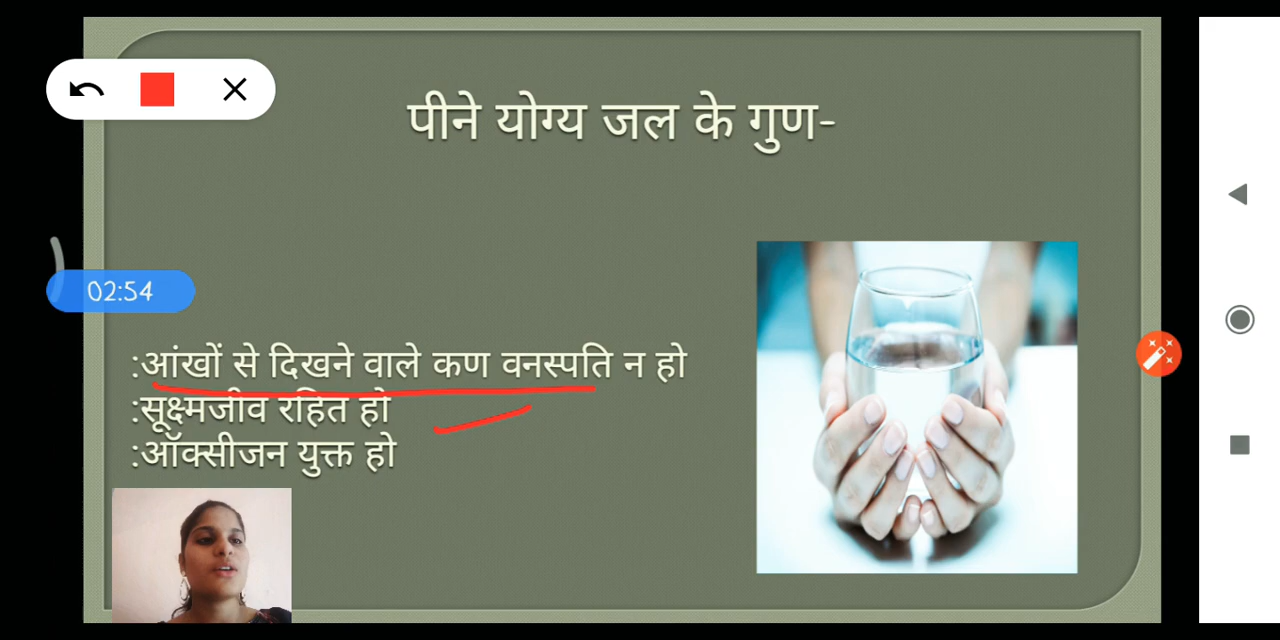 पीने योग्य जल के गुण-
02:54
:आंखों से दिखने वाले कण वनस्पति न हो
:सूक्ष्मजीव रहित हो
:ऑक्सीजन युक्त हो